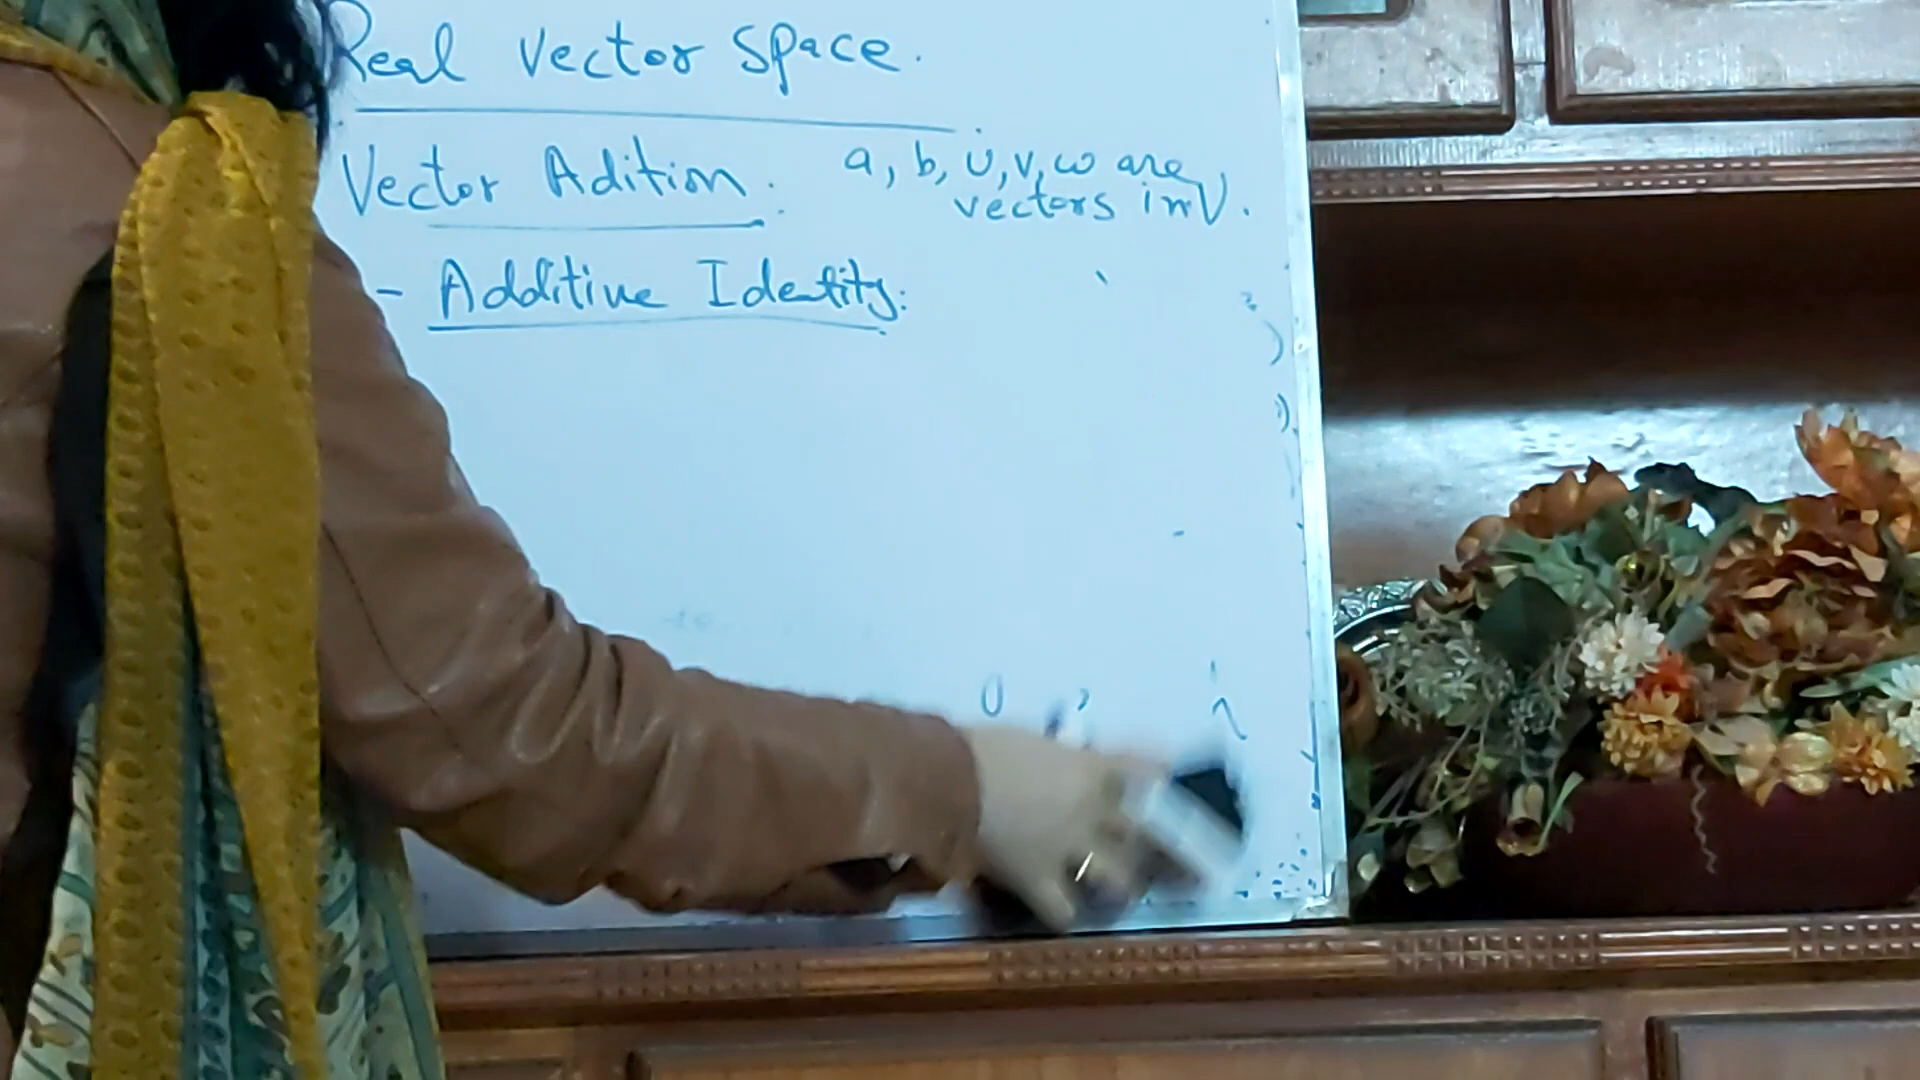 Real Vector Space.
Vector Adition: a, b, u, v, w are
vectors in V.
- Additive Identity: